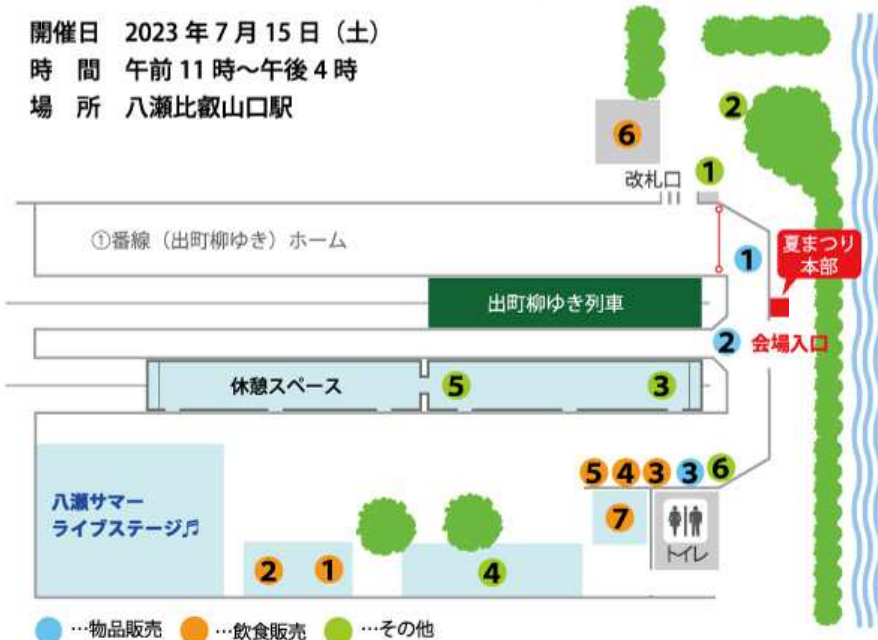 開催日 2023年7月15日（土）
時 間 午前11時～午後4時
場 所 八瀬比叡山口駅
2
6
改札口
1
①番線（出町柳ゆき）ホーム
1
夏まつり
本部
出町柳ゆき列車
2
会場入口
休憩スペース
5
3
5
4
3
3
6
八瀬サマー
ライブステージ♬
7
トイレ
2
1
4
…物品販売 …飲食販売 …その他